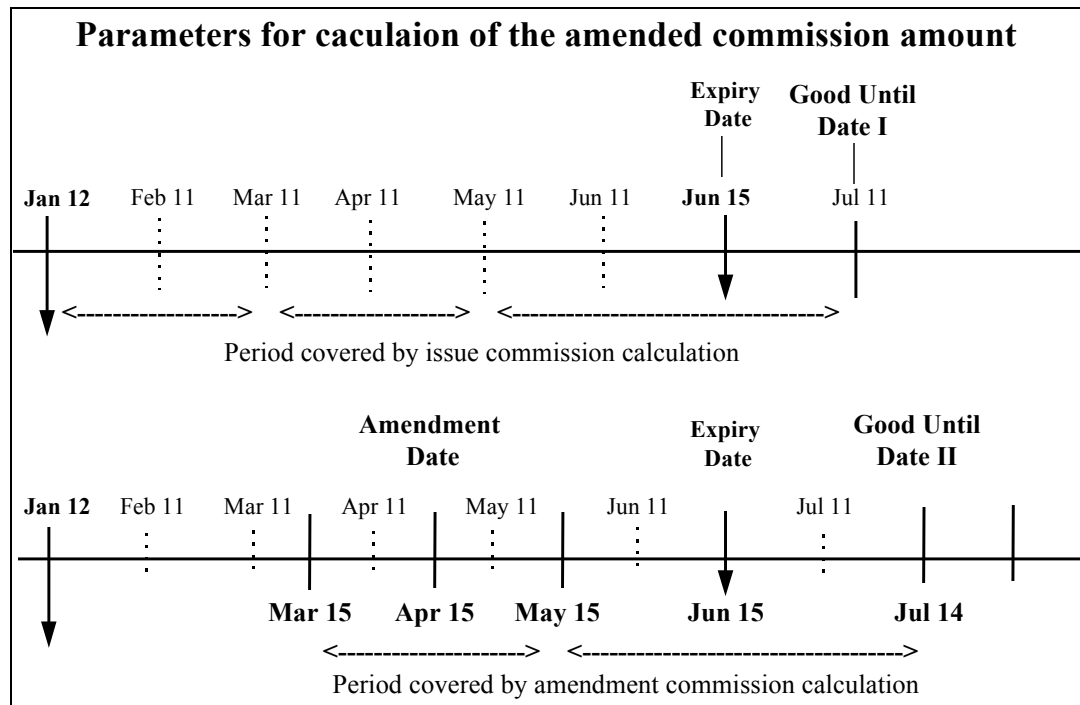 Parameters for caculaion of the amended commission amount
Expiry
Date
Good Until
Date I
Jan 12 Feb 11 Mar 11 Apr 11 May 11 Jun 11 Jun 15 Jul 11
<-------------------> <-------------------> <---------------------------------->
Period covered by issue commission calculation
Amendment
Date
Expiry
Date
Good Until
Date II
Jan 12 Feb 11 Mar 11 Apr 11 May 11 Jun 11 Jul 11
Mar 15 Apr 15 May 15 Jun 15 Jul 14
<---------------------> <---------------------------------->
Period covered by amendment commission calculation